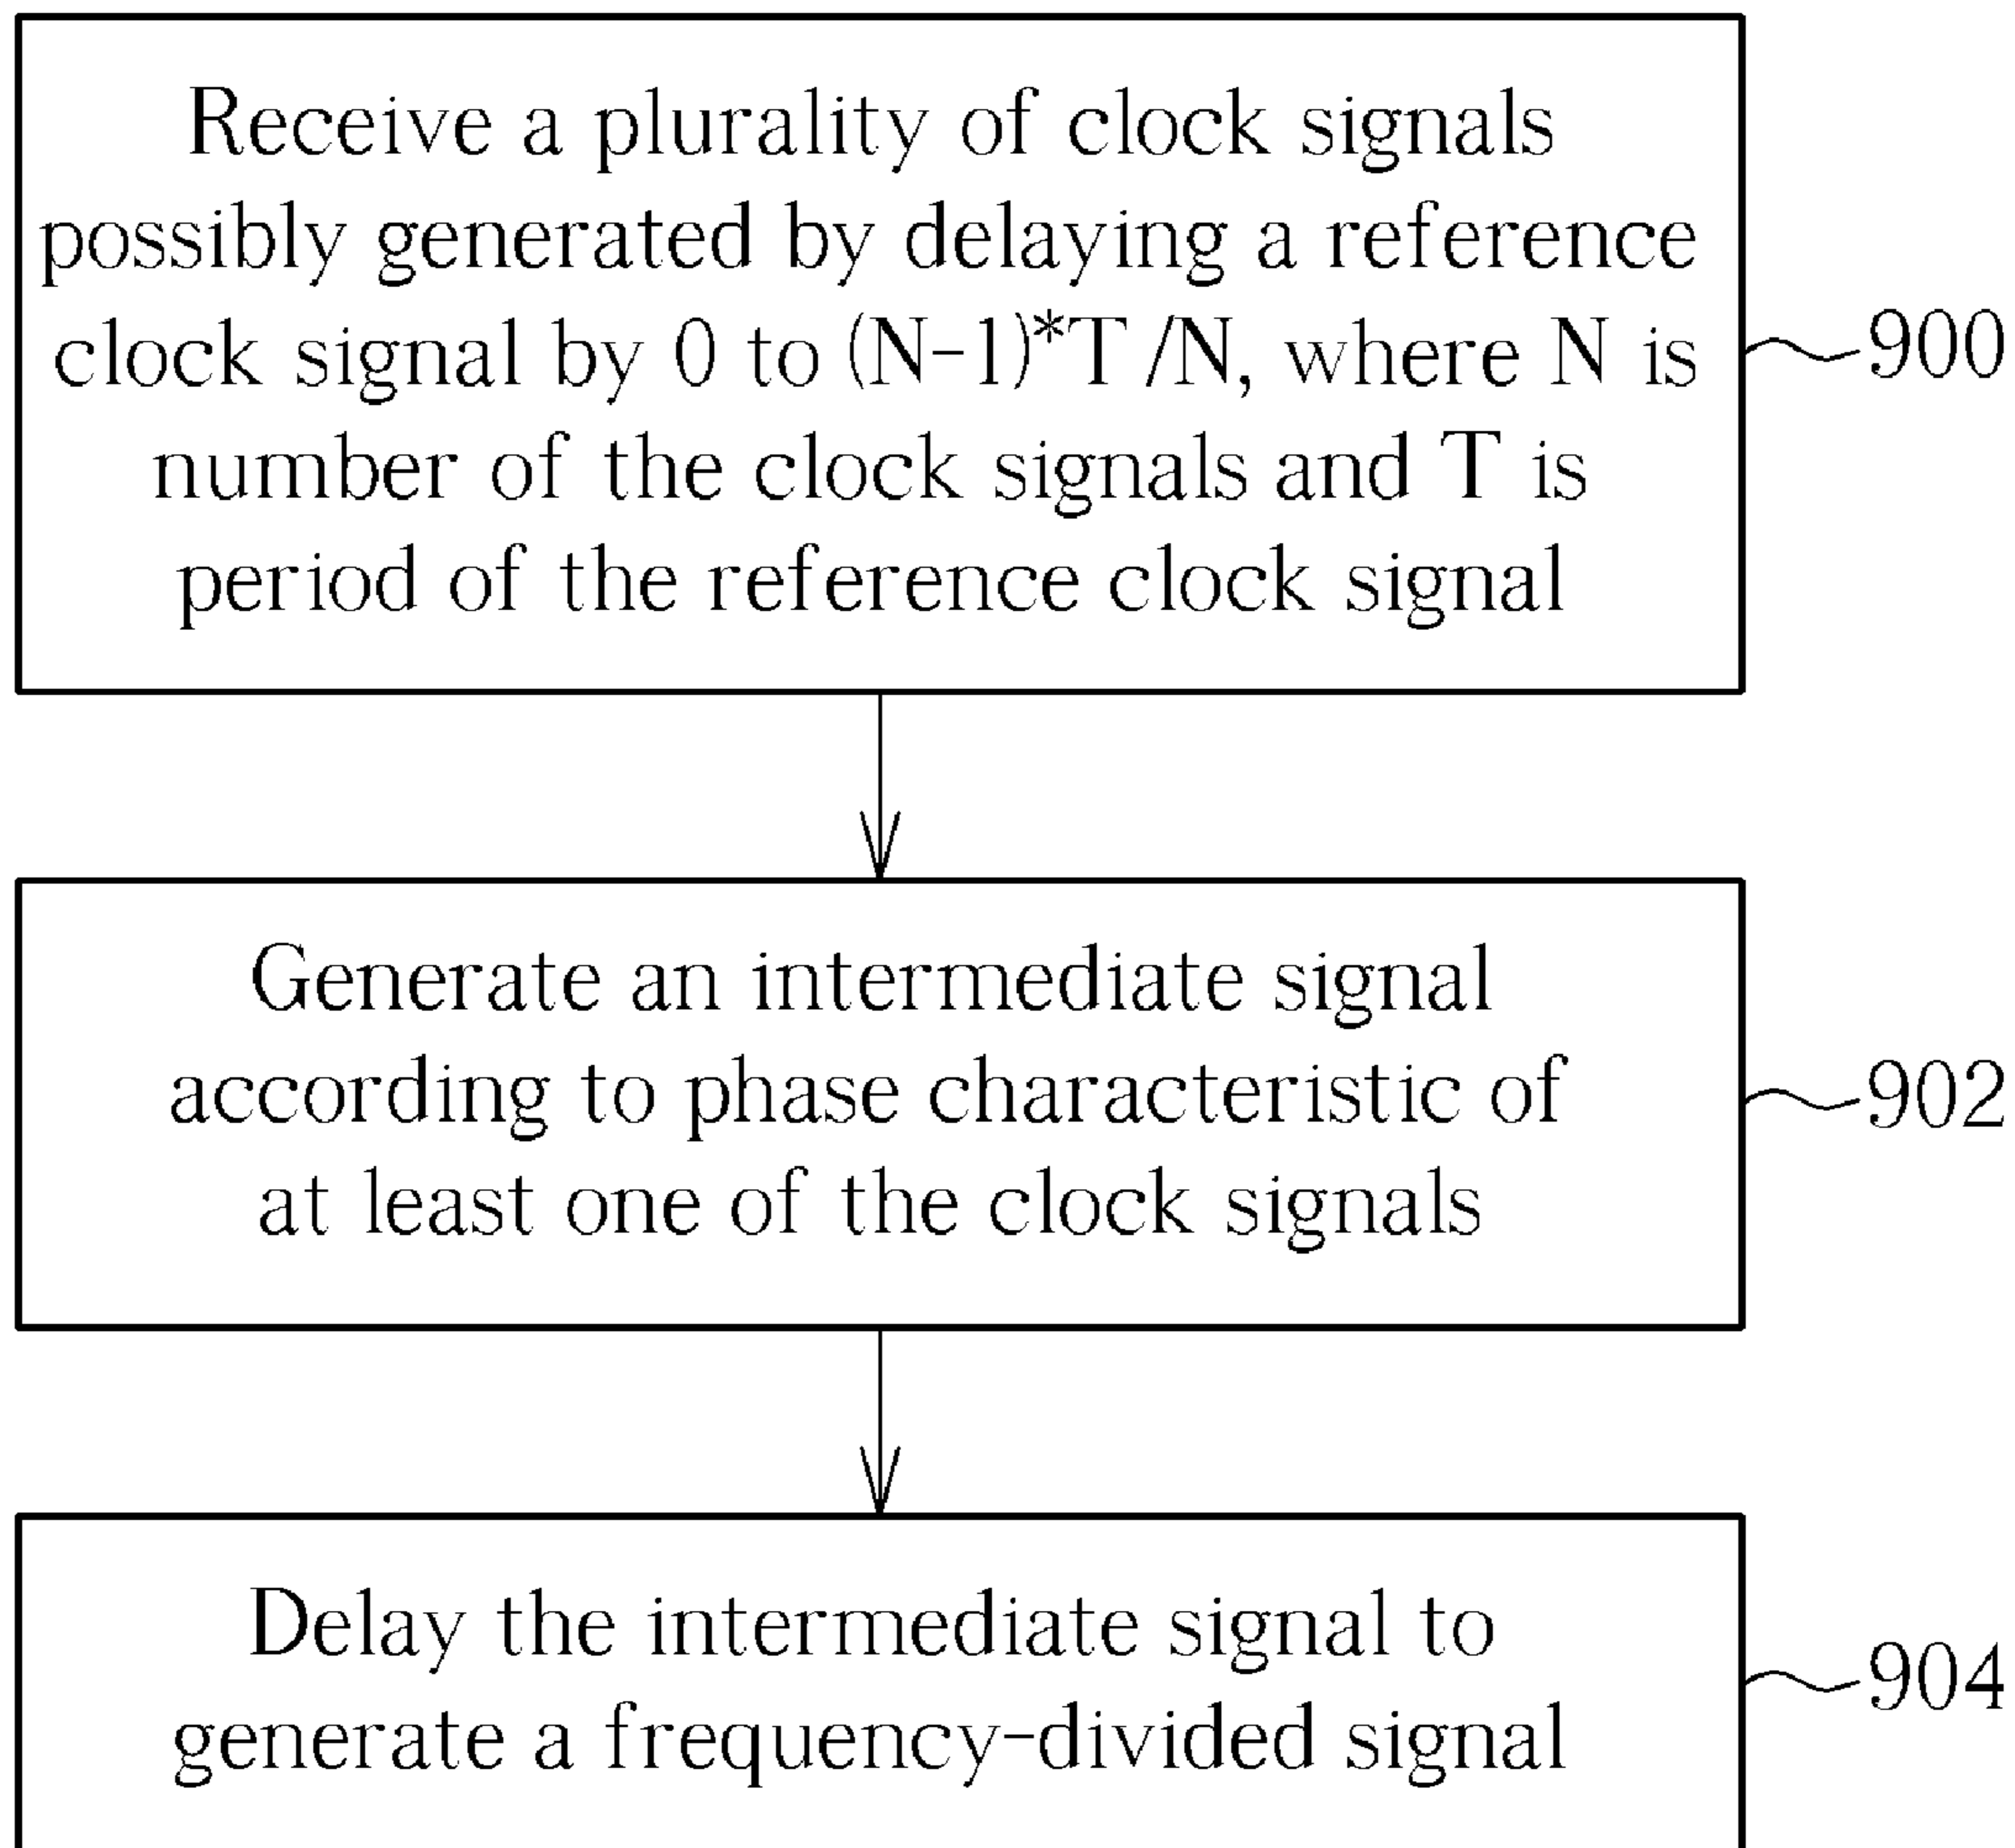 Receive a plurality of clock signals
possibly generated by delaying a reference
clock signal by 0 to (N-1)*T/N, where N is
number of the clock signals and T is
period of the reference clock signal
900
Generate an intermediate signal
according to phase characteristic of
at least one of the clock signals
902
Delay the intermediate signal to
generate a frequency-divided signal
904